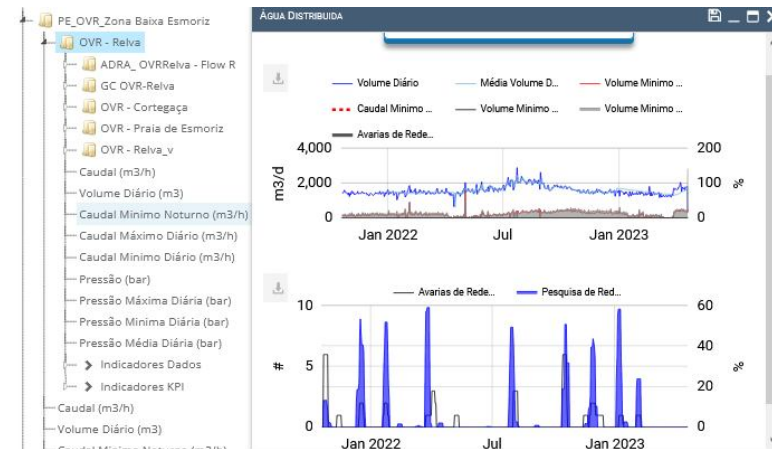 PE_OVR_Zona Baixa Esmoriz
OVR - Relva
ADRA_ OVRRelva - Flow R
GC OVR-Relva
OVR - Cortegaça
OVR - Praia de Esmoriz
OVR - Relva_v
Caudal (m3/h)
Volume Diário (m3)
Caudal Minimo Noturno (m3/h)
Caudal Máximo Diário (m3/h)
Caudal Minimo Diário (m3/h)
Pressão (bar)
Pressão Máxima Diária (bar)
Pressão Minima Diária (bar)
Pressão Média Diária (bar)
Indicadores Dados
Indicadores KPI
Caudal (m3/h)
Volume Diário (m3)
Caudal Minimo Noturno (m3/h)
ÁGUA DISTRIBUIDA
Volume Diário Média Volume D... Volume Minimo ...
Caudal Minimo ... Volume Minimo ... Volume Minimo ...
Avarias de Rede...
4,000 200
2,000 100
0 0
m3/d %
Jan 2022 Jul Jan 2023
Avarias de Rede... Pesquisa de Red...
10 60
40
5
20
0 0
# %
Jan 2022 Jul Jan 2023